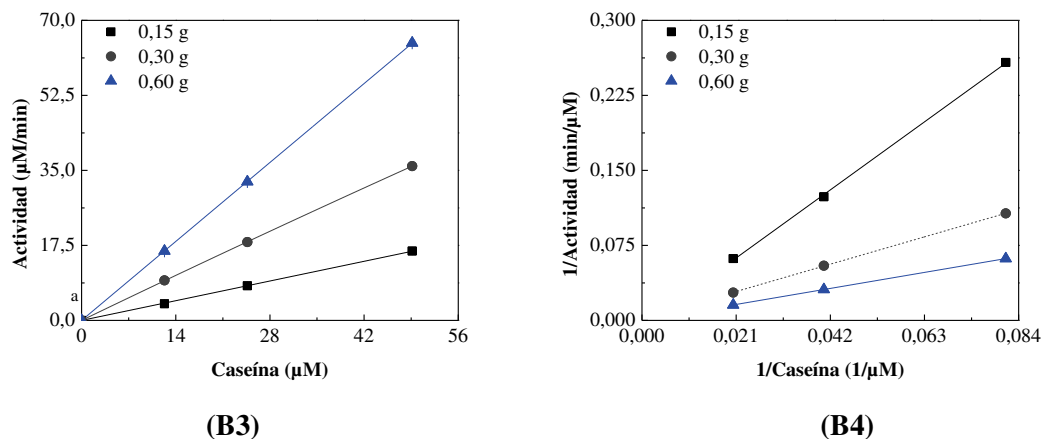 70,0
52,5
35,0
17,5
0,0
a
Actividad (µM/min)
0,15 g
0,30 g
0,60 g
0
14
28
42
56
Caseína (µM)
(B3)
0,300
0,225
0,150
0,075
0,000
1/Actividad (min/µM)
0,15 g
0,30 g
0,60 g
0,000
0,021
0,042
0,063
0,084
1/Caseína (1/µM)
(B4)